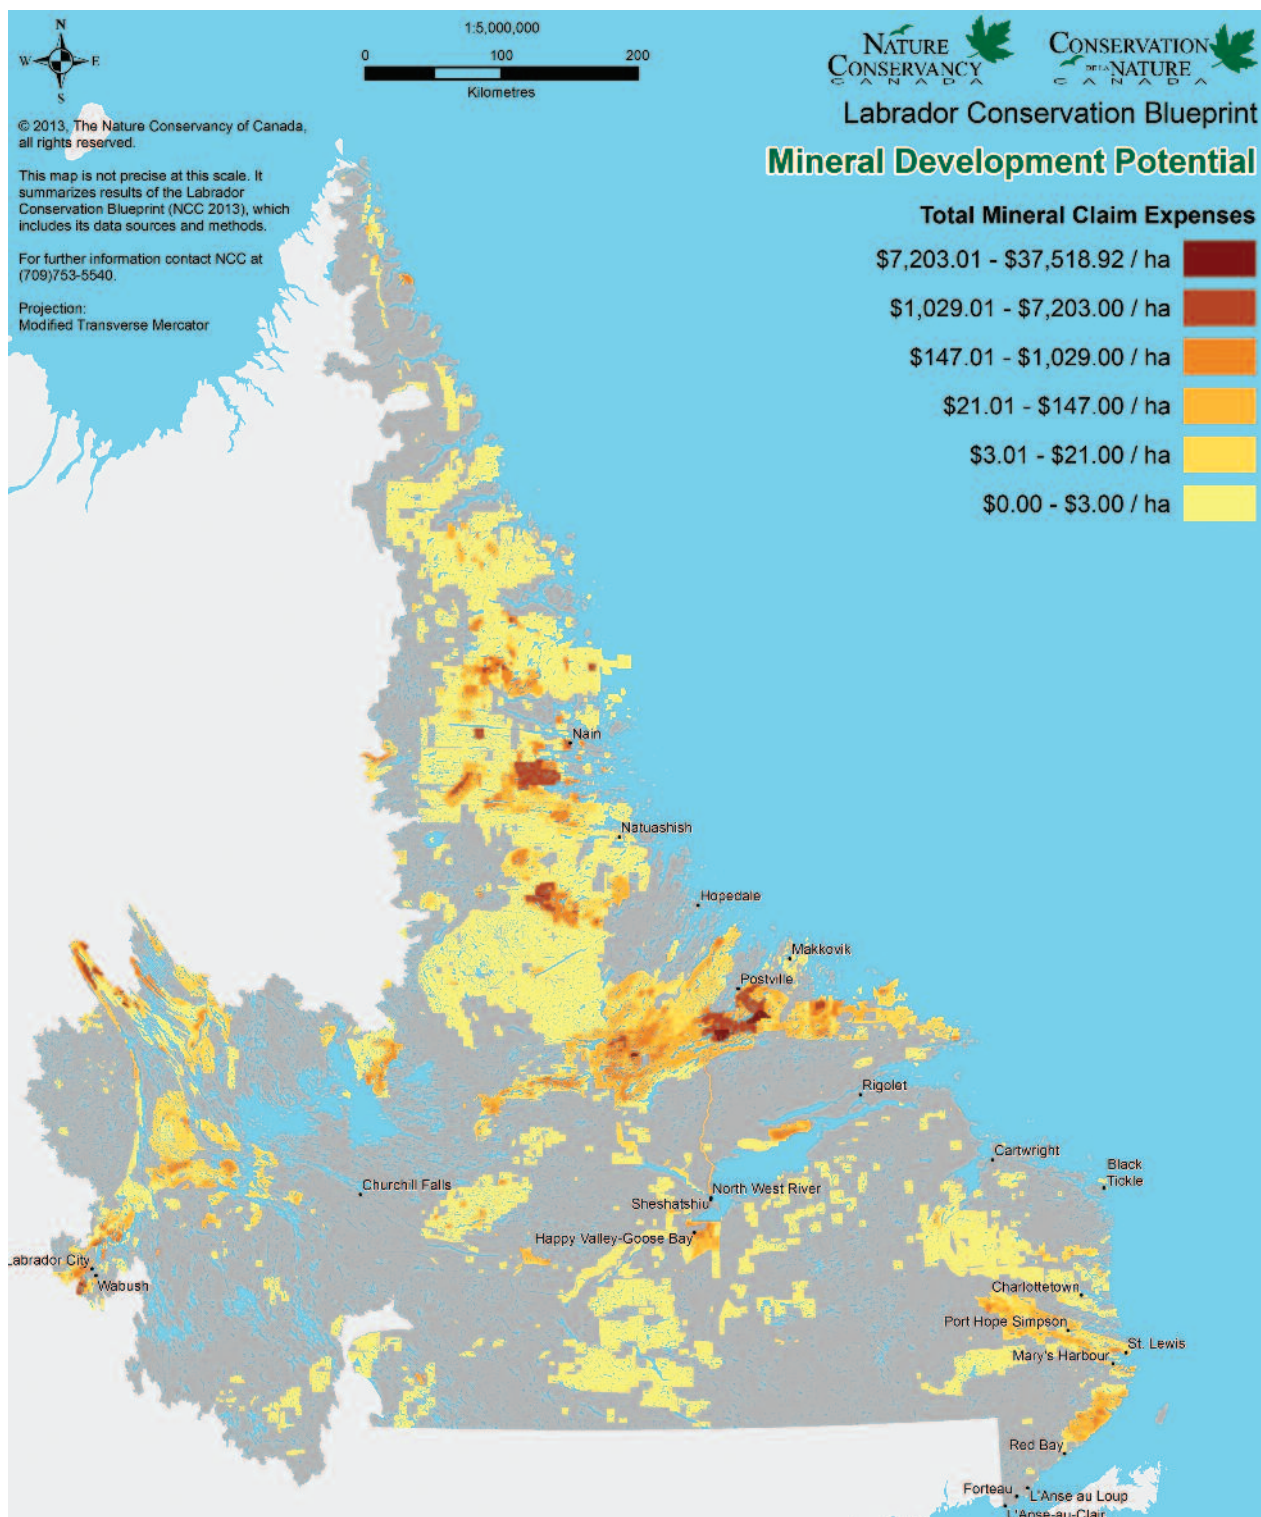 N
W E
S
1:5,000,000
0 100 200
Kilometres
NATURE
CONSERVANCY
CANADA
CONSERVATION
DE LA NATURE
CANADA
Labrador Conservation Blueprint
Mineral Development Potential
© 2013, The Nature Conservancy of Canada,
all rights reserved.
This map is not precise at this scale. It
summarizes results of the Labrador
Conservation Blueprint (NCC 2013), which
includes its data sources and methods.
For further information contact NCC at
(709)753-5540.
Projection:
Modified Transverse Mercator
Total Mineral Claim Expenses
$7,203.01 - $37,518.92 / ha
$1,029.01 - $7,203.00 / ha
$147.01 - $1,029.00 / ha
$21.01 - $147.00 / ha
$3.01 - $21.00 / ha
$0.00 - $3.00 / ha
Nain
Natuashish
Hopedale
Makkovik
Postville
Rigolet
Cartwright
Black
Tickle
Churchill Falls
North West River
Sheshatshiu
Happy Valley-Goose Bay
Labrador City
Wabush
Charlottetown
Port Hope Simpson
St. Lewis
Mary's Harbour
Red Bay
Forteau
L'Anse au Loup
L'Anse-au-Clair